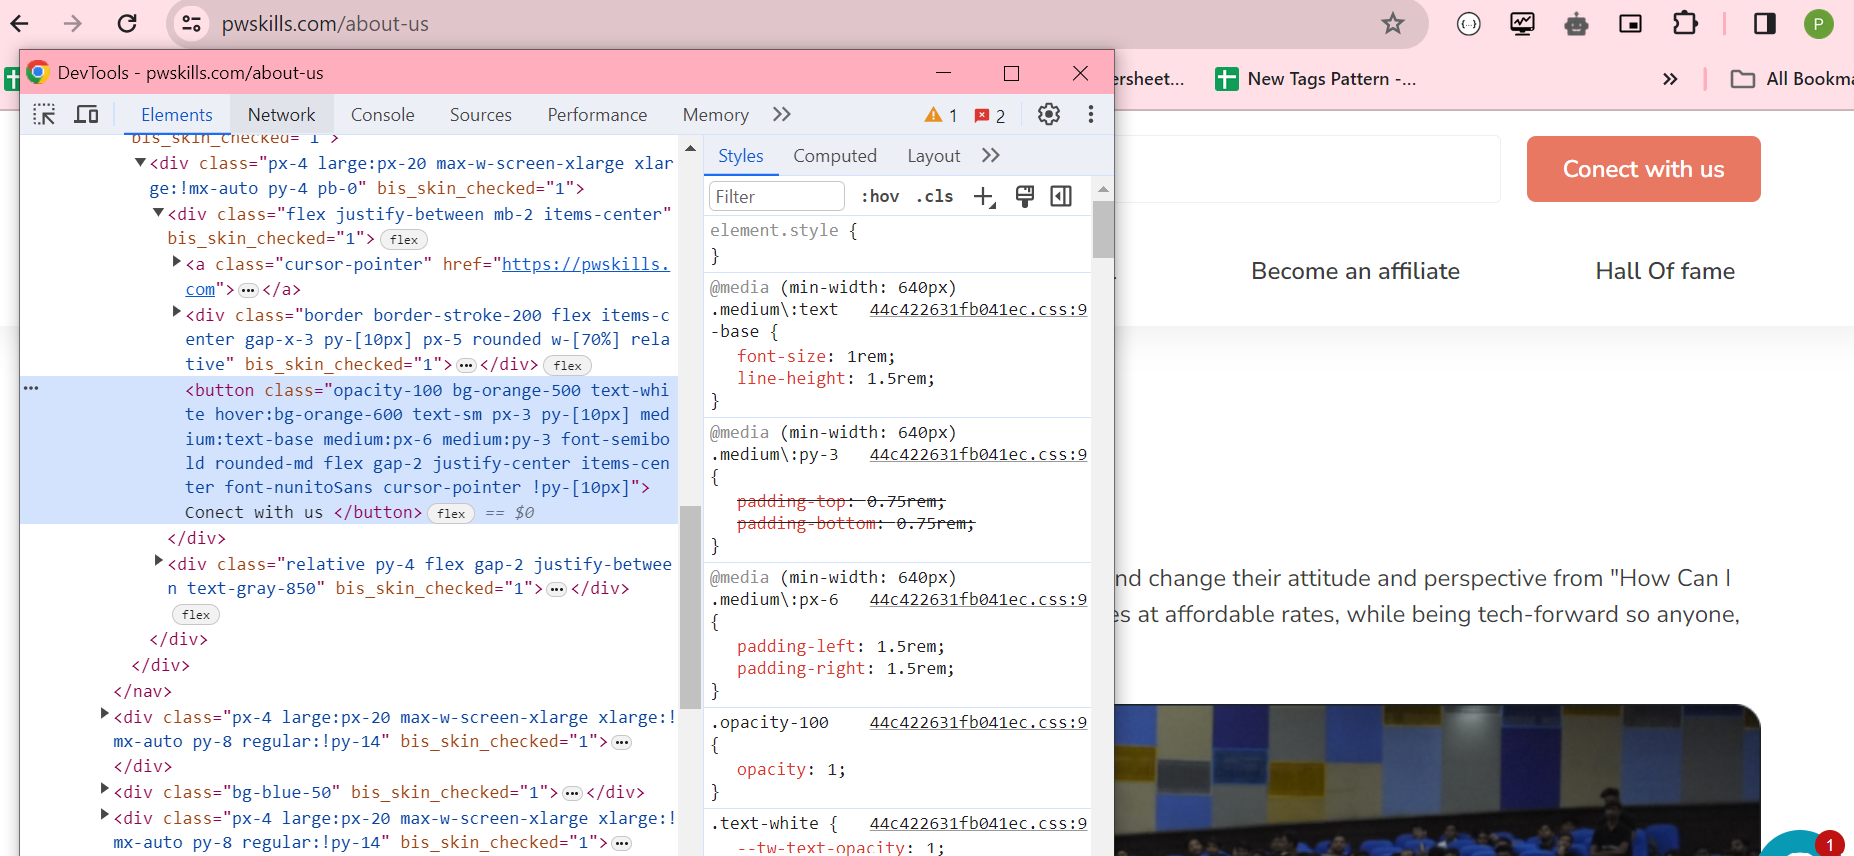 pwskills.com/about-us
P
DevTools - pwskills.com/about-us
ersheet...
New Tags Pattern -...
All Bookma
Elements Network Console Sources Performance Memory 1 2
bis_skin_checked="1">
<div class="px-4 large:px-20 max-w-screen-xlarge xlar
ge:!mx-auto py-4 pb-0" bis_skin_checked="1">
<div class="flex justify-between mb-2 items-center"
bis_skin_checked="1"> flex
<a class="cursor-pointer" href="https://pwskills.
com"> </a>
<div class="border border-stroke-200 flex items-c
enter gap-x-3 py-[10px] px-5 rounded w-[70%] rela
tive" bis_skin_checked="1"> </div> flex
<button class="opacity-100 bg-orange-500 text-whi
te hover:bg-orange-600 text-sm px-3 py-[10px] med
ium:text-base medium:px-6 medium:py-3 font-semibo
ld rounded-md flex gap-2 justify-center items-cen
ter font-nunitoSans cursor-pointer !py-[10px]">
Conect with us </button> flex == $0
</div>
<div class="relative py-4 flex gap-2 justify-betwee
n text-gray-850" bis_skin_checked="1"> </div>
flex
</div>
</div>
</nav>
<div class="px-4 large:px-20 max-w-screen-xlarge xlarge:!
mx-auto py-8 regular:!py-14" bis_skin_checked="1">
</div>
<div class="bg-blue-50" bis_skin_checked="1"> </div>
<div class="px-4 large:px-20 max-w-screen-xlarge xlarge:!
mx-auto py-8 regular:!py-14" bis_skin_checked="1">
Styles Computed Layout
Filter :hov .cls
element.style {
}
@media (min-width: 640px)
.medium\:text 44c422631fb041ec.css:9
-base {
font-size: 1rem;
line-height: 1.5rem;
}
@media (min-width: 640px)
.medium\:py-3 44c422631fb041ec.css:9
{
padding-top: 0.75rem;
padding-bottom: 0.75rem;
}
@media (min-width: 640px)
.medium\:px-6 44c422631fb041ec.css:9
{
padding-left: 1.5rem;
padding-right: 1.5rem;
}
.opacity-100 44c422631fb041ec.css:9
{
opacity: 1;
}
.text-white { 44c422631fb041ec.css:9
--tw-text-opacity: 1;
Conect with us
Become an affiliate Hall Of fame
nd change their attitude and perspective from "How Can I
es at affordable rates, while being tech-forward so anyone,
1